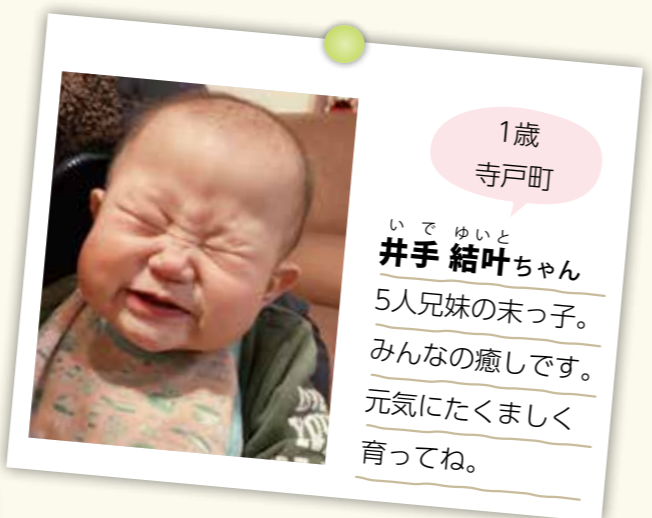 1歳
寺戸町
いで ゆいと
井手 結叶ちゃん
5人兄妹の末っ子。
みんなの癒しです。
元気にたくましく
育ってね。